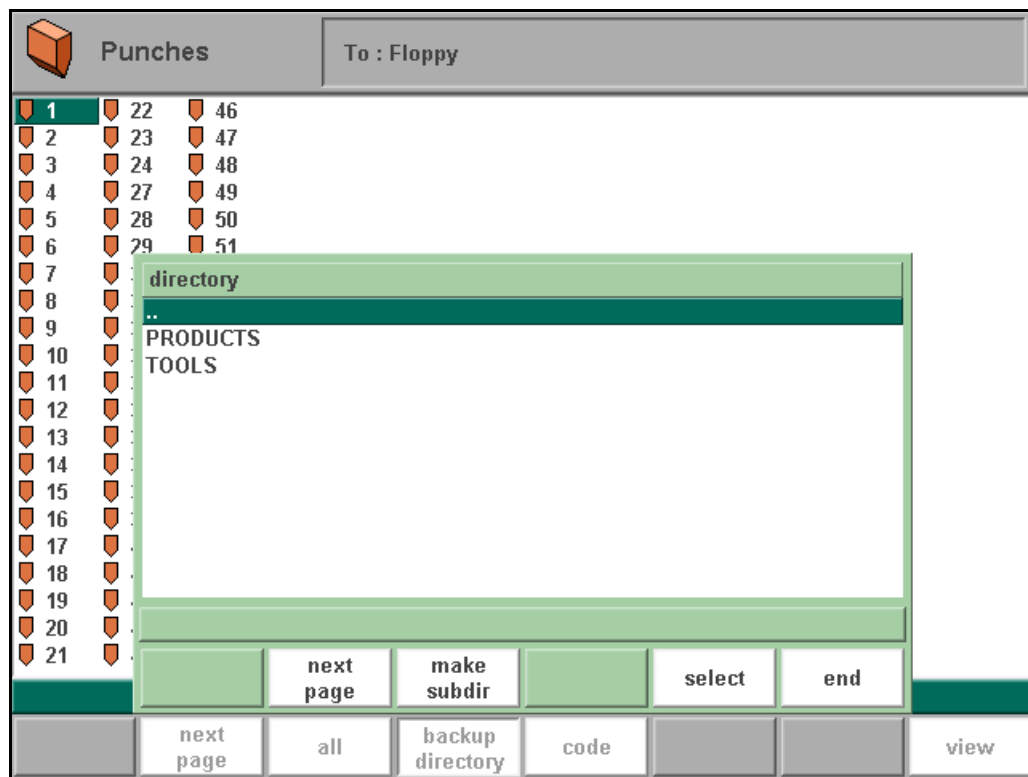 Punches
To : Floppy
1 22 46
2 23 47
3 24 48
4 27 49
5 28 50
6 29 51
7
8
9
10
11
12
13
14
15
16
17
18
19
20
21
directory
..
PRODUCTS
TOOLS
next page
make subdir
select
end
next page
all
backup directory
code
view